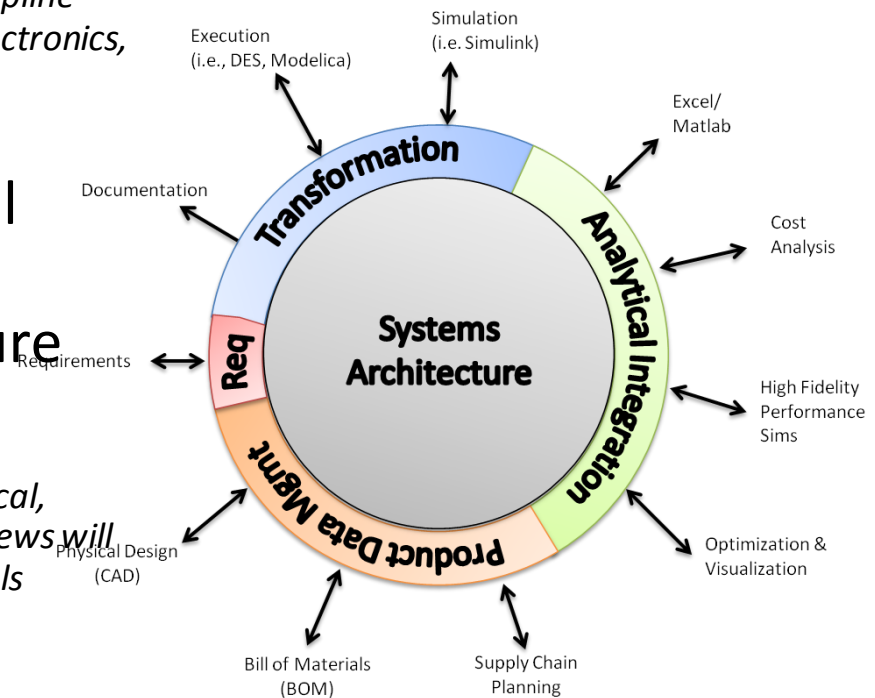 pline
ctronics,
l
ure
cal,
ews will
ls
Execution
(i.e., DES, Modelica)
Simulation
(i.e. Simulink)
Excel/
Matlab
Documentation
Cost
Analysis
Requirements
High Fidelity
Performance
Sims
Physical Design
(CAD)
Optimization &
Visualization
Bill of Materials
(BOM)
Supply Chain
Planning
Transformation
Analytical Integration
Req
Product Data Mgmt
Systems
Architecture